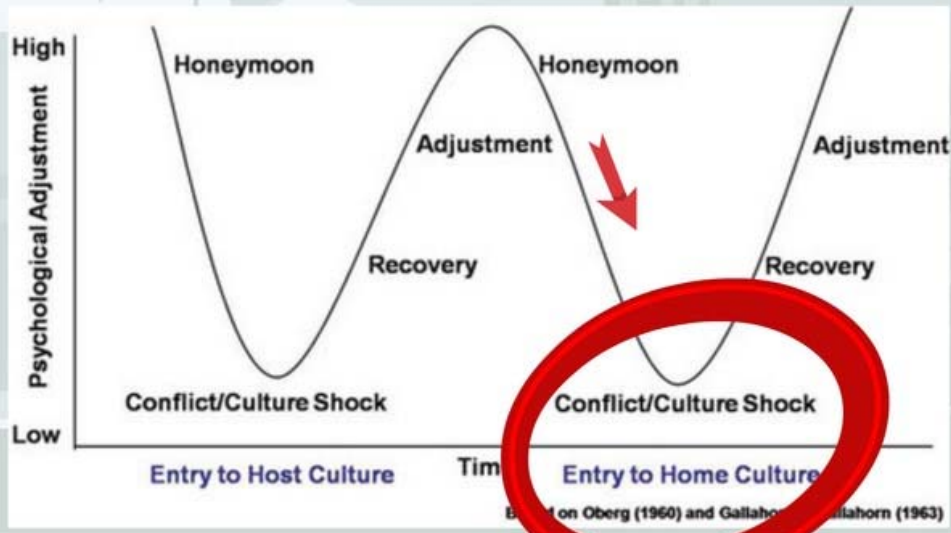 High
Honeymoon
Honeymoon
Psychological Adjustment
Adjustment
Adjustment
Recovery
Recovery
Conflict/Culture Shock
Conflict/Culture Shock
Low
Entry to Host Culture
Entry to Home Culture
on Oberg (1960) and (1963)